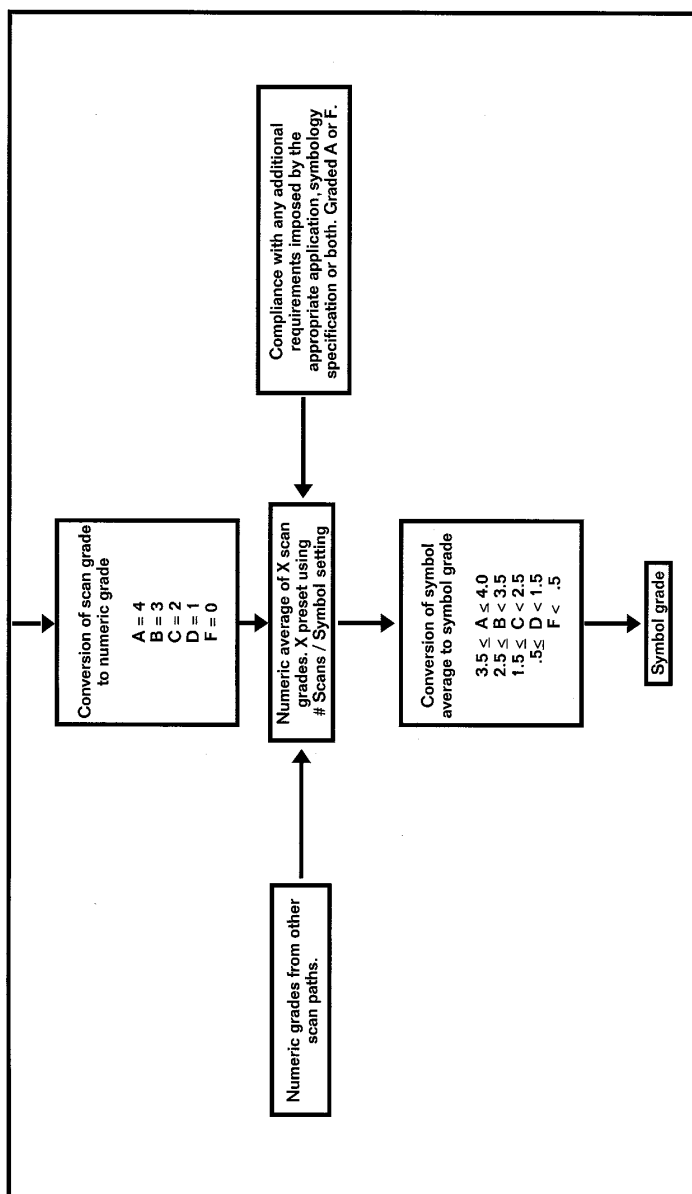 Conversion of scan grade
to numeric grade
A = 4
B = 3
C = 2
D = 1
F = 0
Compliance with any additional
requirements imposed by the
appropriate application, symbology
specification or both. Graded A or F.
Numeric grades from other
scan paths.
Numeric average of X scan
grades. X preset using
# Scans / Symbol setting
Conversion of symbol
average to symbol grade
3.5 ≤ A ≤ 4.0
2.5 ≤ B < 3.5
1.5 ≤ C < 2.5
.5 ≤ D < 1.5
F < .5
Symbol grade